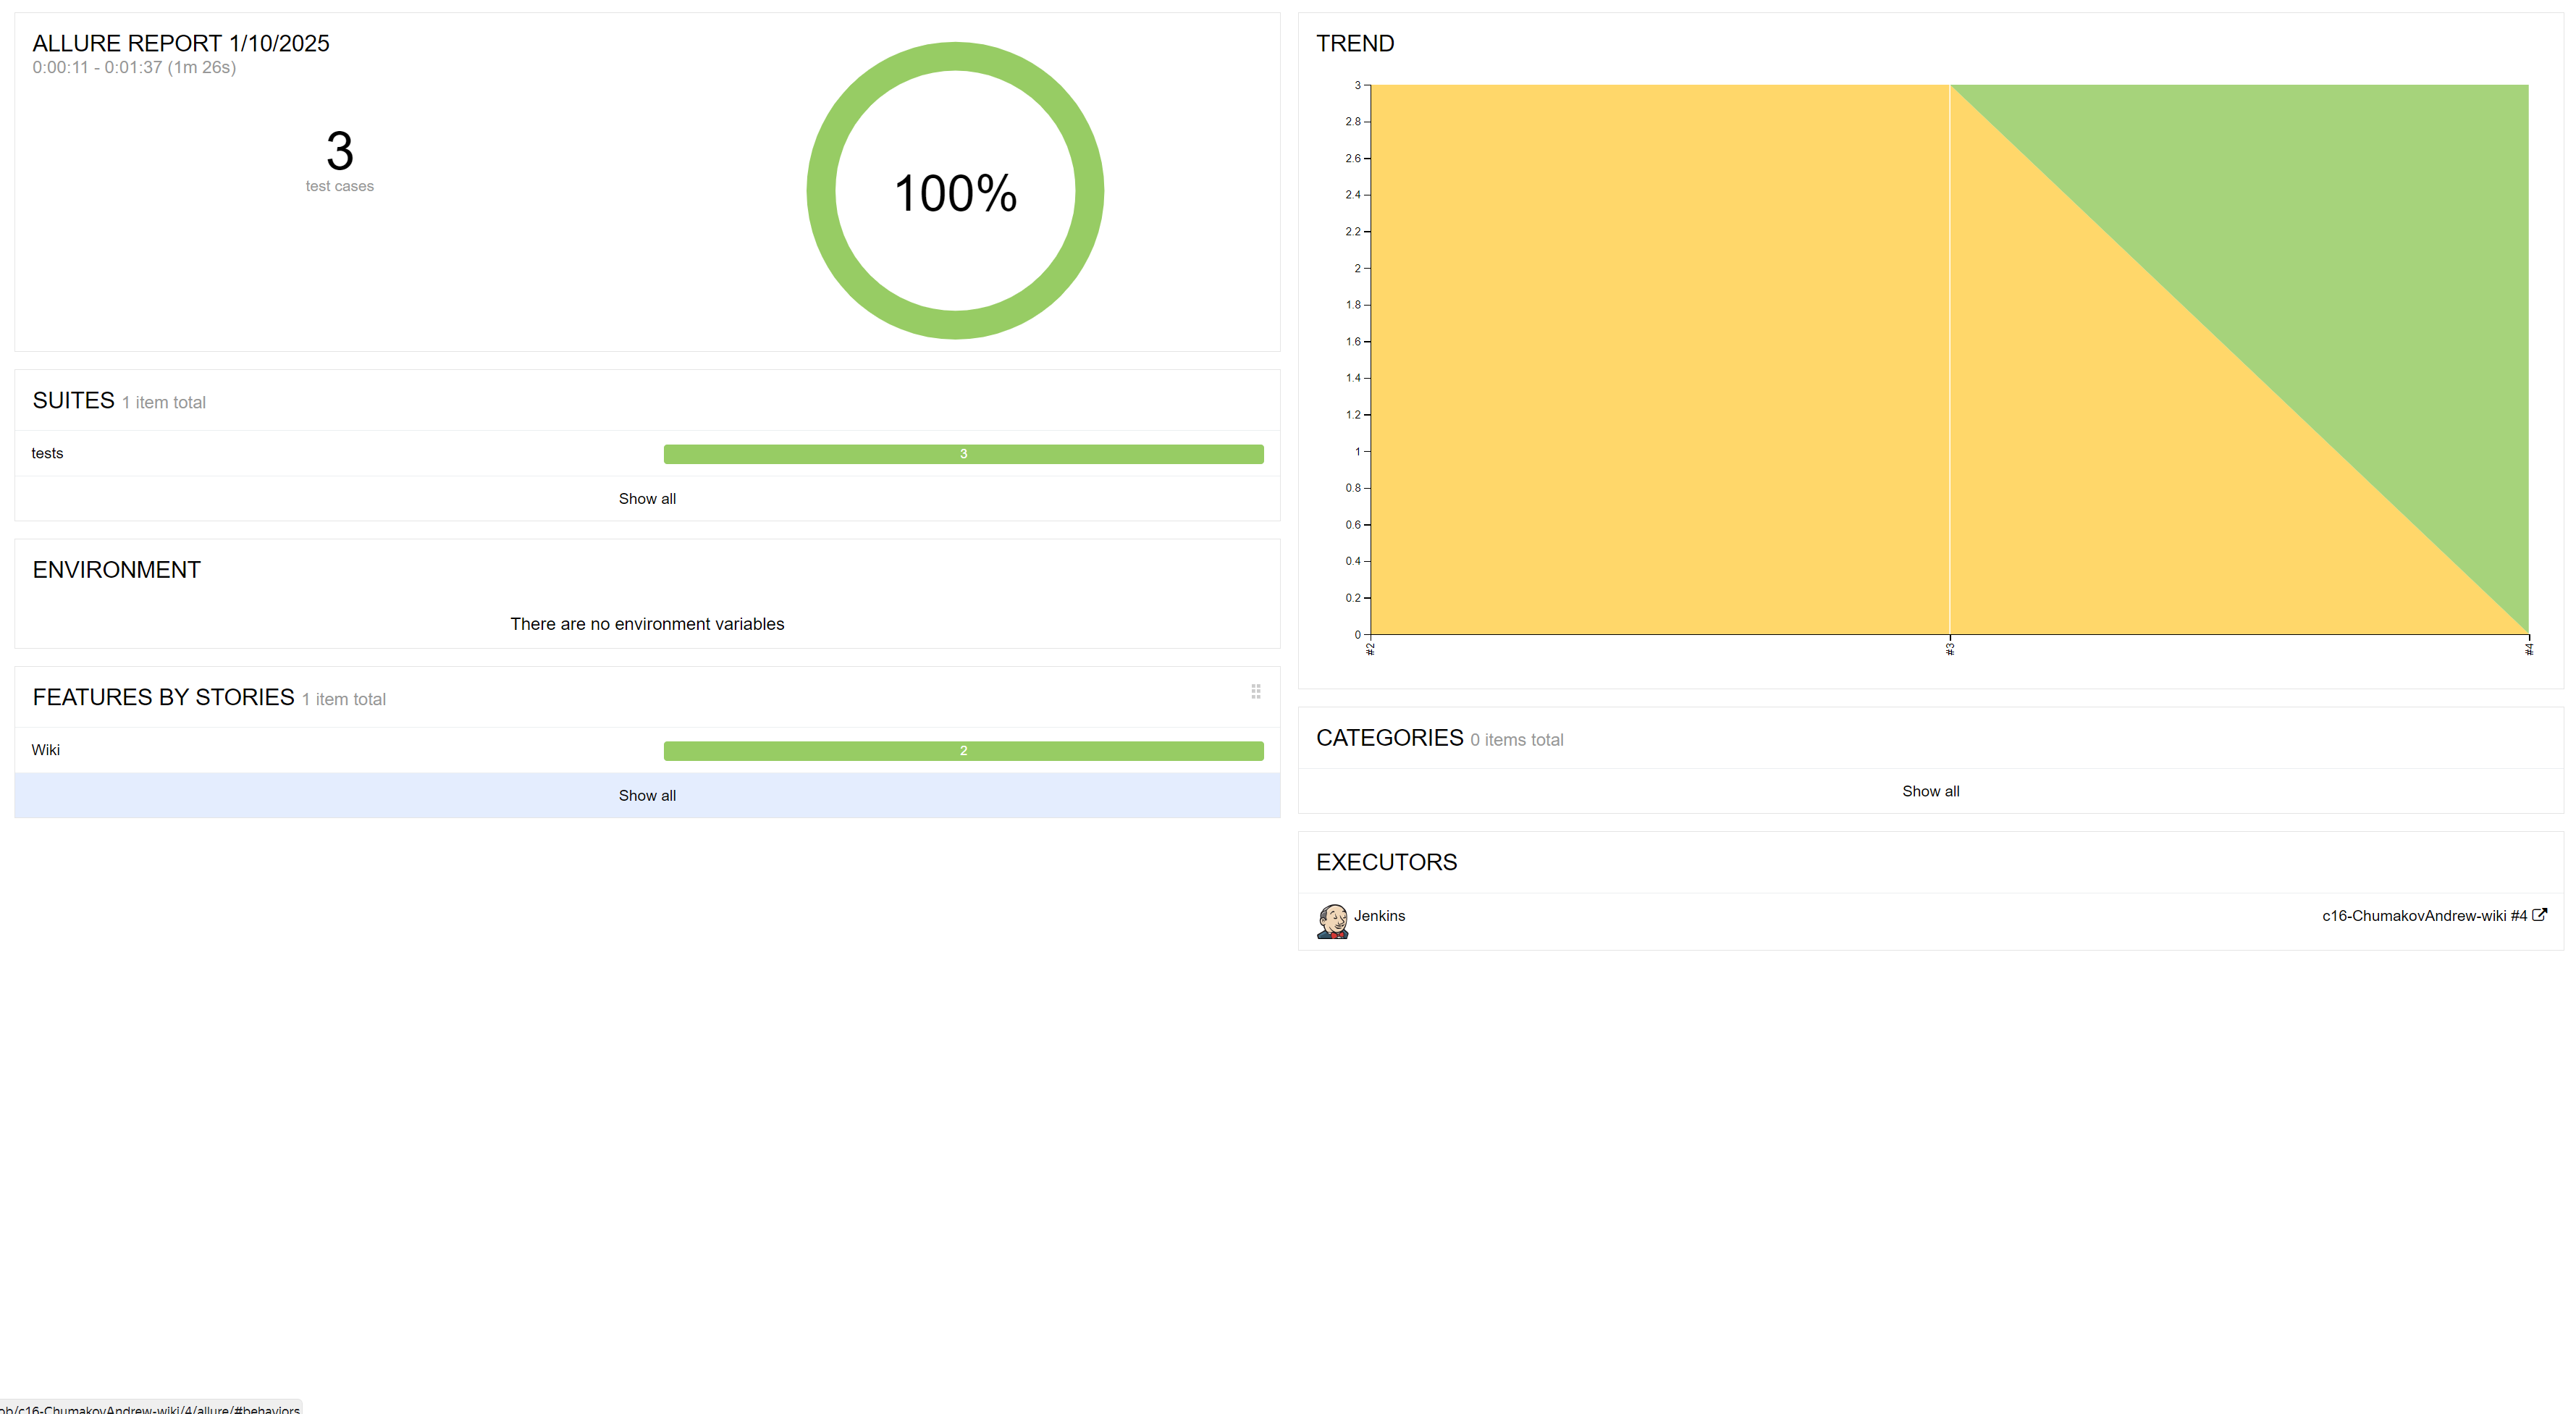 ALLURE REPORT 1/10/2025
0:00:11 - 0:01:37 (1m 26s)
3
test cases
100%
SUITES 1 item total
tests
3
Show all
ENVIRONMENT
There are no environment variables
FEATURES BY STORIES 1 item total
Wiki
2
Show all
TREND
3
2.8
2.6
2.4
2.2
2
1.8
1.6
1.4
1.2
1
0.8
0.6
0.4
0.2
0
#2
#3
#4
CATEGORIES 0 items total
Show all
EXECUTORS
Jenkins
c16-ChumakovAndrew-wiki #4
ob/c16-ChumakovAndrew-wiki/4/allure/#behaviors